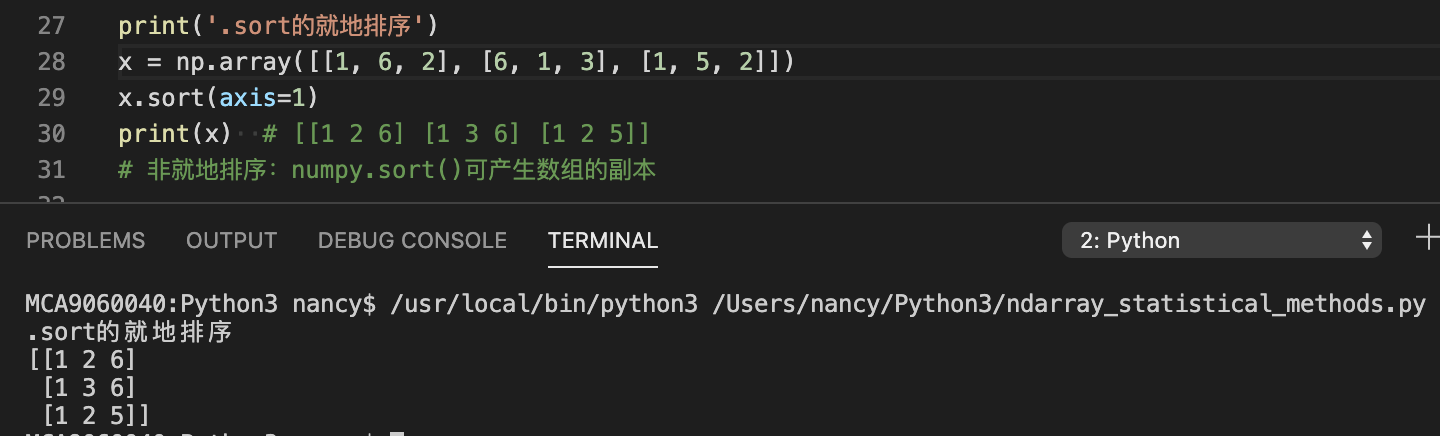 27 print('.sort的就地排序')
28 x = np.array([[1, 6, 2], [6, 1, 3], [1, 5, 2]])
29 x.sort(axis=1)
30 print(x)  # [[1 2 6] [1 3 6] [1 2 5]]
31 # 非就地排序：numpy.sort()可产生数组的副本
PROBLEMS OUTPUT DEBUG CONSOLE TERMINAL 2: Python
MCA9060040:Python3 nancy$ /usr/local/bin/python3 /Users/nancy/Python3/ndarray_statistical_methods.py
.sort的就地排序
[[1 2 6]
 [1 3 6]
 [1 2 5]]